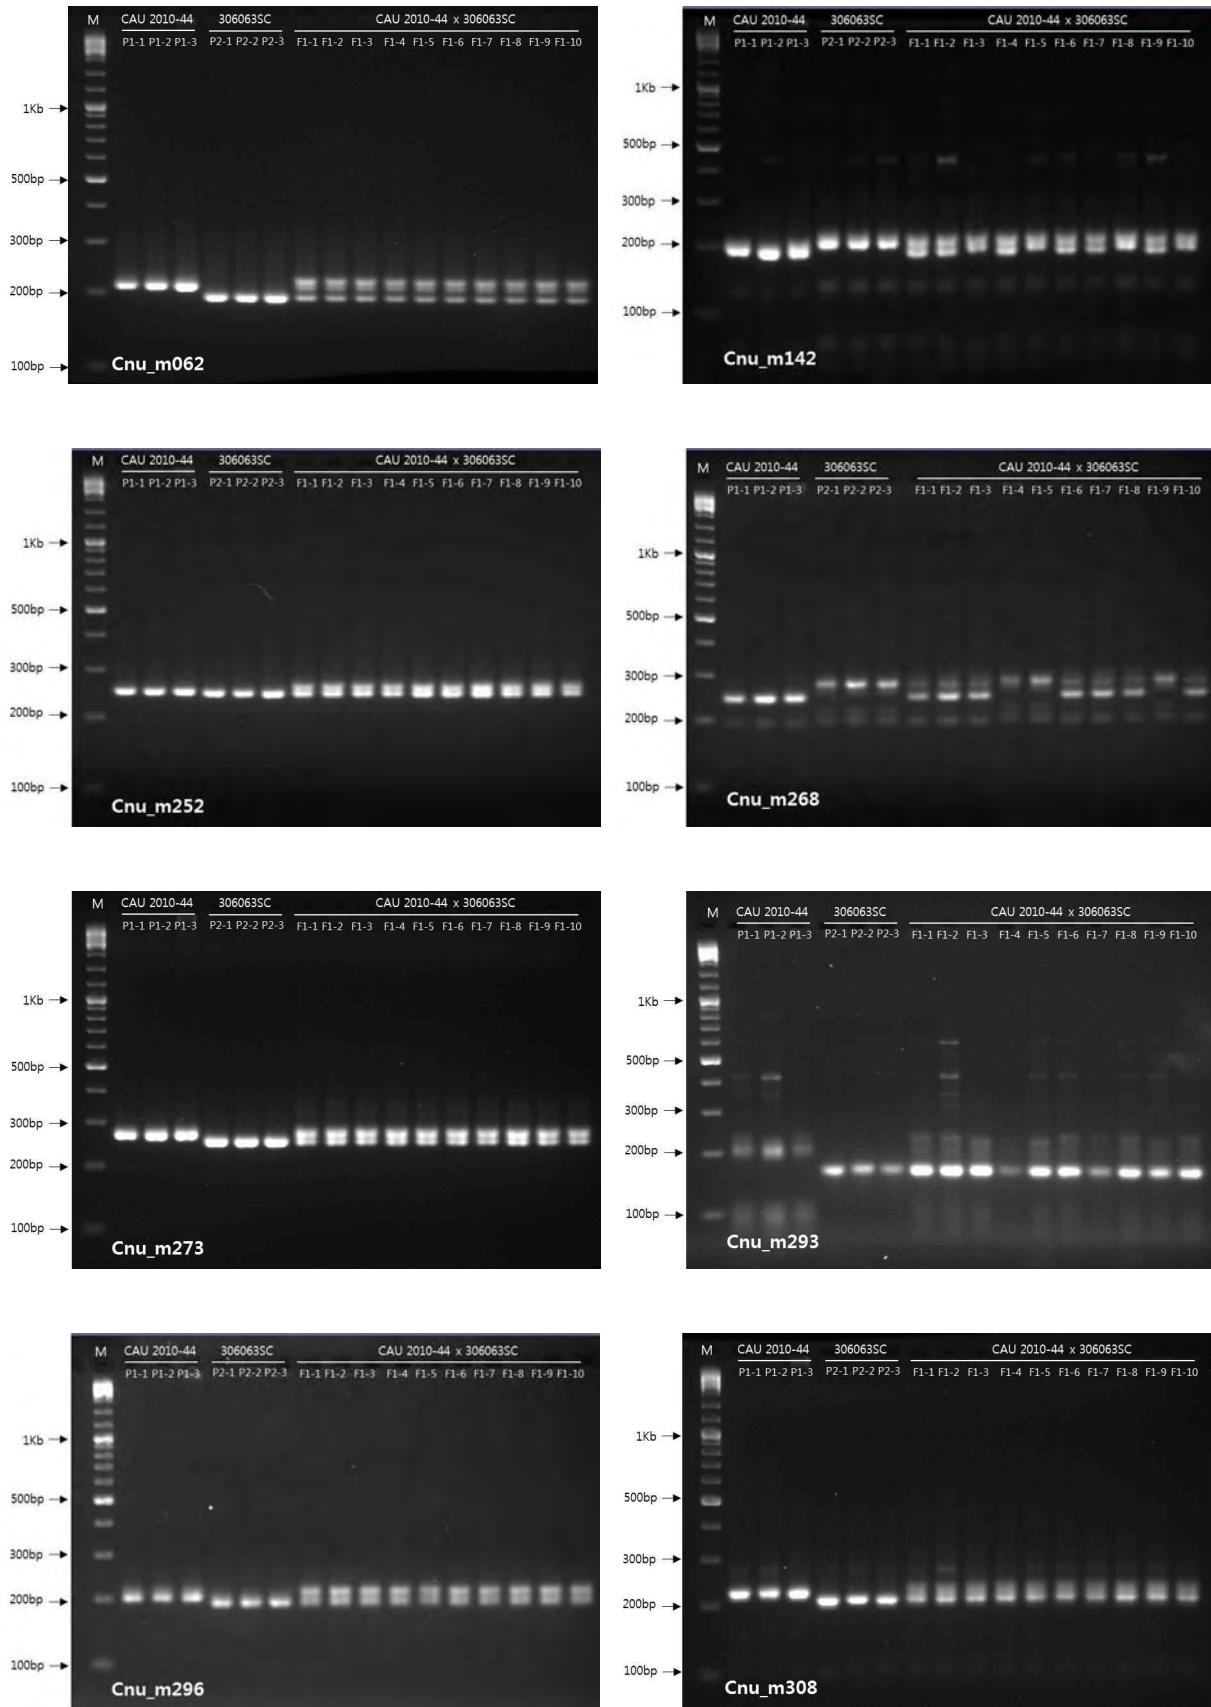 M CAU 2010-44 306063SC CAU 2010-44 x 306063SC
P1-1 P1-2 P1-3 P2-1 P2-2 P2-3 F1-1 F1-2 F1-3 F1-4 F1-5 F1-6 F1-7 F1-8 F1-9 F1-10
1Kb
500bp
300bp
200bp
100bp
Cnu_m062
M CAU 2010-44 306063SC CAU 2010-44 x 306063SC
P1-1 P1-2 P1-3 P2-1 P2-2 P2-3 F1-1 F1-2 F1-3 F1-4 F1-5 F1-6 F1-7 F1-8 F1-9 F1-10
1Kb
500bp
300bp
200bp
100bp
Cnu_m142
M CAU 2010-44 306063SC CAU 2010-44 x 306063SC
P1-1 P1-2 P1-3 P2-1 P2-2 P2-3 F1-1 F1-2 F1-3 F1-4 F1-5 F1-6 F1-7 F1-8 F1-9 F1-10
1Kb
500bp
300bp
200bp
100bp
Cnu_m252
M CAU 2010-44 306063SC CAU 2010-44 x 306063SC
P1-1 P1-2 P1-3 P2-1 P2-2 P2-3 F1-1 F1-2 F1-3 F1-4 F1-5 F1-6 F1-7 F1-8 F1-9 F1-10
1Kb
500bp
300bp
200bp
100bp
Cnu_m268
M CAU 2010-44 306063SC CAU 2010-44 x 306063SC
P1-1 P1-2 P1-3 P2-1 P2-2 P2-3 F1-1 F1-2 F1-3 F1-4 F1-5 F1-6 F1-7 F1-8 F1-9 F1-10
1Kb
500bp
300bp
200bp
100bp
Cnu_m273
M CAU 2010-44 306063SC CAU 2010-44 x 306063SC
P1-1 P1-2 P1-3 P2-1 P2-2 P2-3 F1-1 F1-2 F1-3 F1-4 F1-5 F1-6 F1-7 F1-8 F1-9 F1-10
1Kb
500bp
300bp
200bp
100bp
Cnu_m293
M CAU 2010-44 306063SC CAU 2010-44 x 306063SC
P1-1 P1-2 P1-3 P2-1 P2-2 P2-3 F1-1 F1-2 F1-3 F1-4 F1-5 F1-6 F1-7 F1-8 F1-9 F1-10
1Kb
500bp
300bp
200bp
100bp
Cnu_m296
M CAU 2010-44 306063SC CAU 2010-44 x 306063SC
P1-1 P1-2 P1-3 P2-1 P2-2 P2-3 F1-1 F1-2 F1-3 F1-4 F1-5 F1-6 F1-7 F1-8 F1-9 F1-10
1Kb
500bp
300bp
200bp
100bp
Cnu_m308